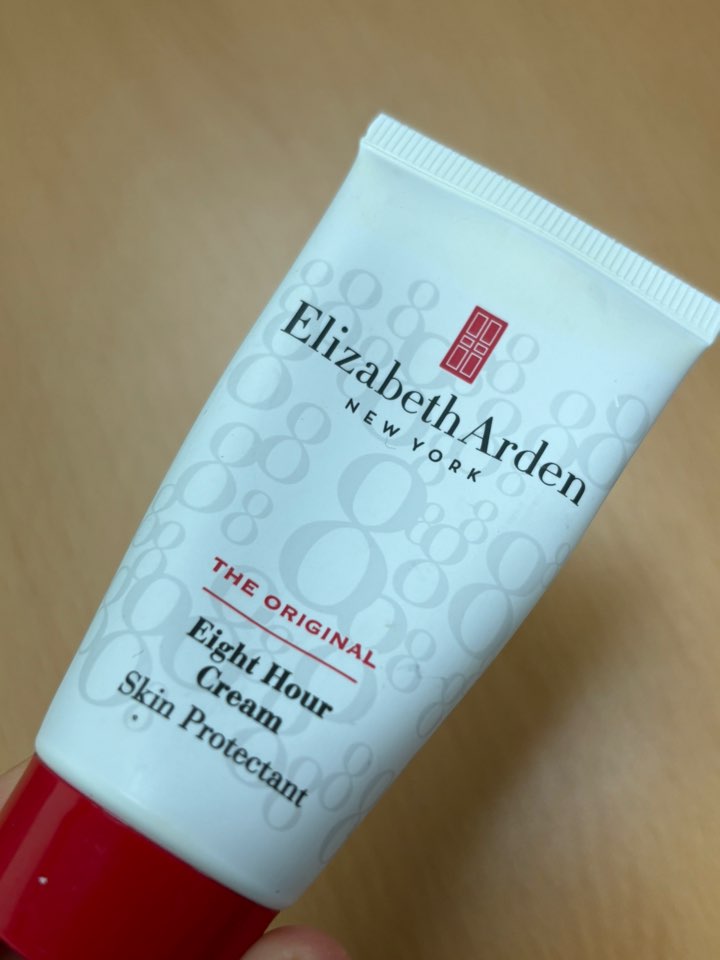 Elizabeth Arden
NEW YORK
THE ORIGINAL
Eight Hour
Cream
Skin Protectant